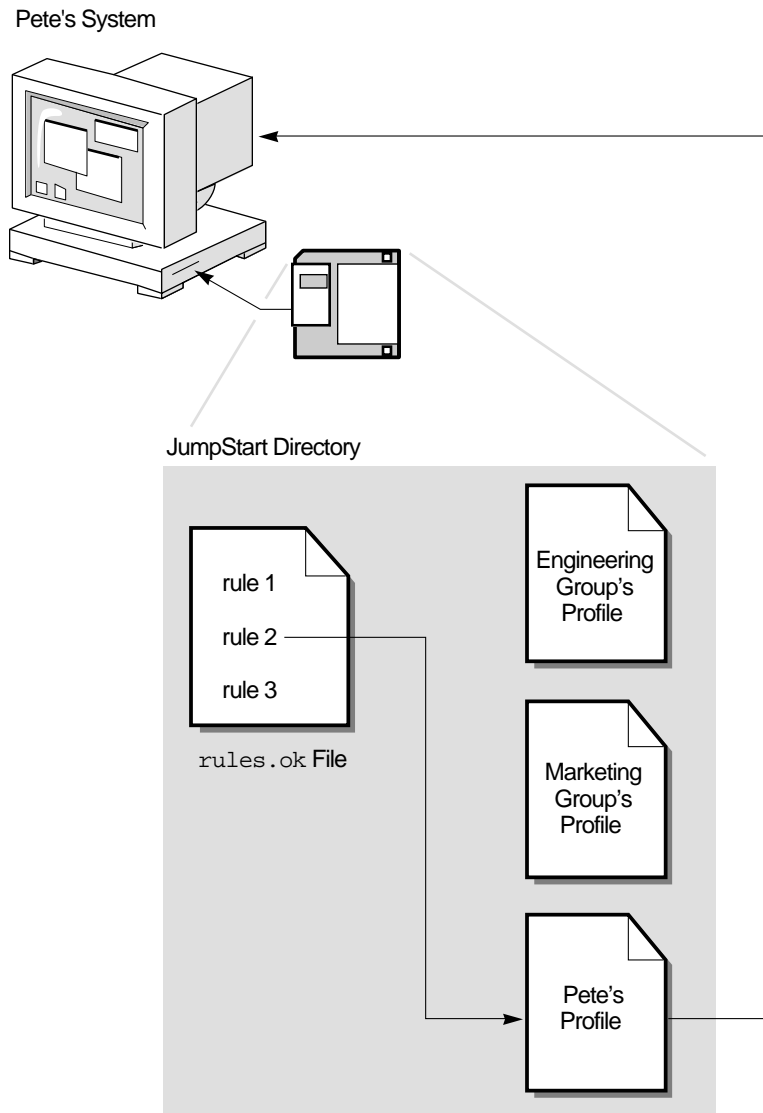 Pete's System
JumpStart Directory
rule 1
rule 2
rule 3
rules.ok File
Engineering
Group's
Profile
Marketing
Group's
Profile
Pete's
Profile